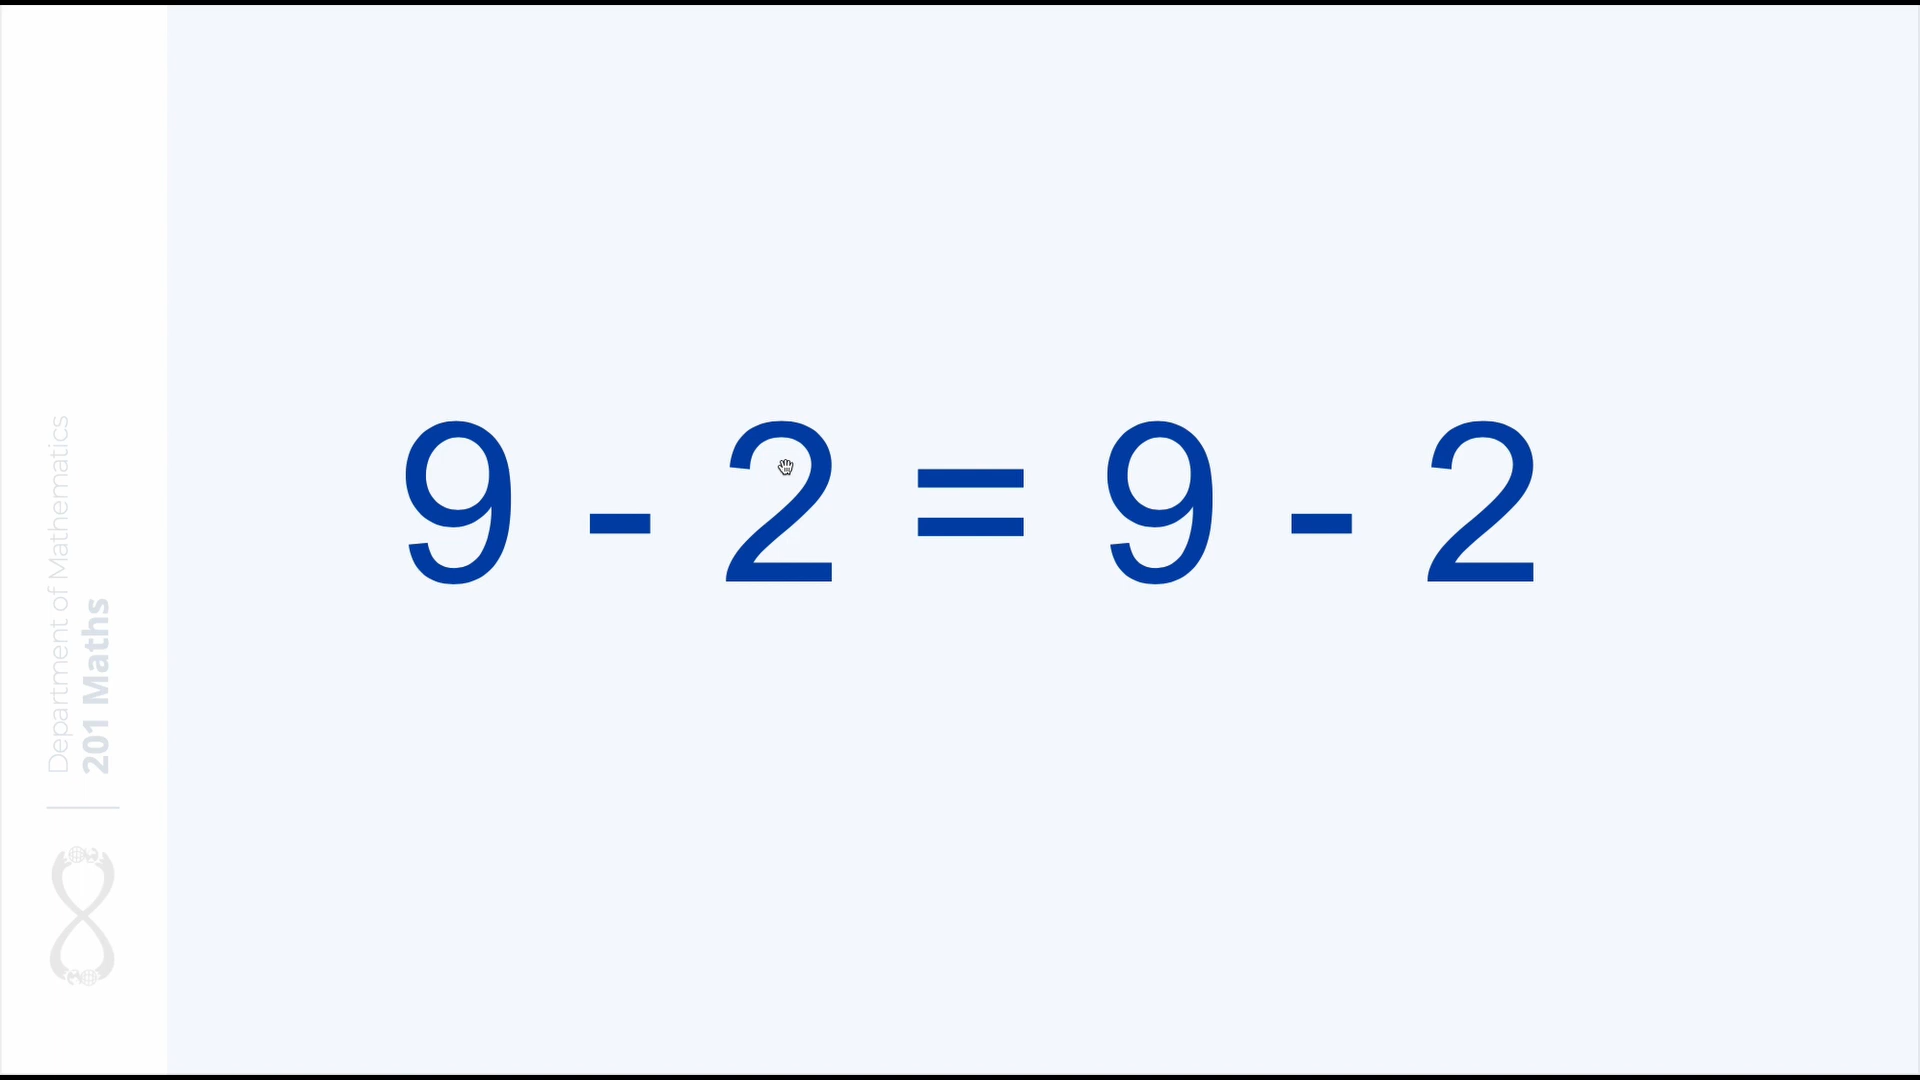 9 - 2 = 9 - 2
Department of Mathematics
201 Maths